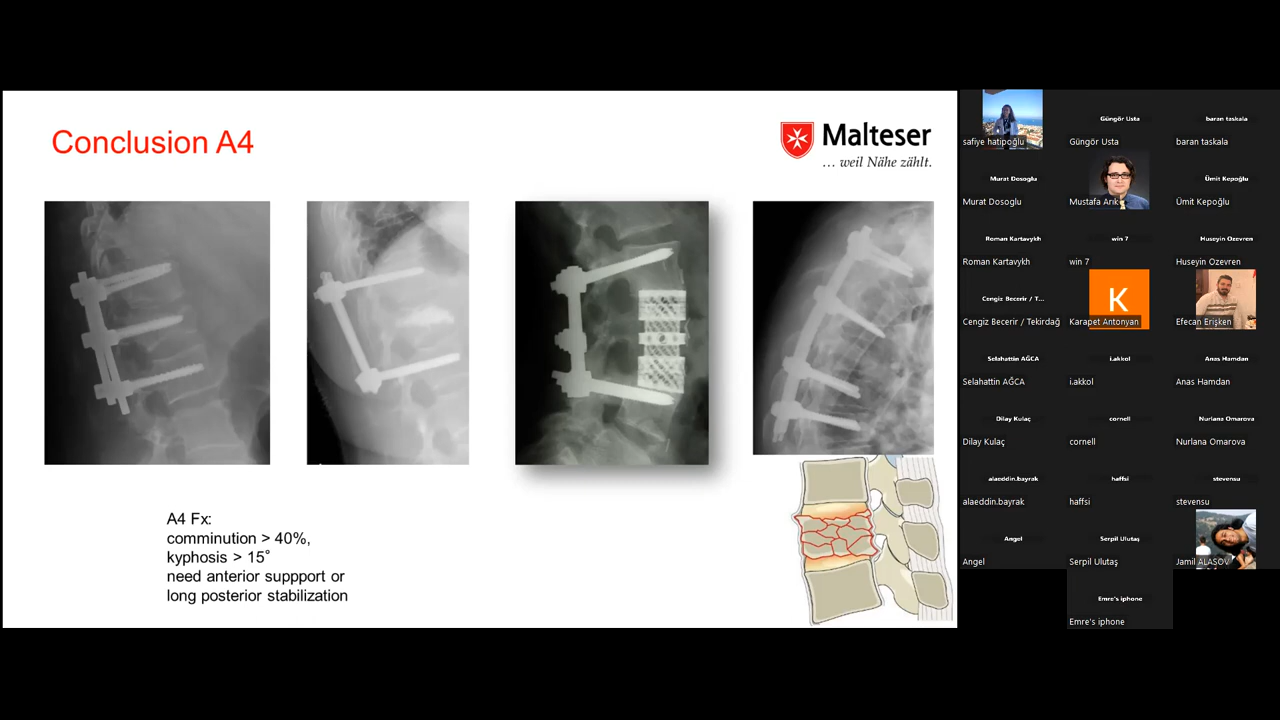 Conclusion A4
Malteser
... weil Nähe zählt.
A4 Fx:
comminution > 40%,
kyphosis > 15°
need anterior suppport or
long posterior stabilization
safiye hatipoğlu
Güngör Usta
Güngör Usta
baran taskala
baran taskala
Murat Dosoglu
Murat Dosoglu
Mustafa Arik
Ümit Kepoğlu
Ümit Kepoğlu
Roman Kartavykh
Roman Kartavykh
win 7
win 7
Huseyin Ozevren
Huseyin Ozevren
Cengiz Becerir / T...
Cengiz Becerir / Tekirdağ
K
Karapet Antonyan
Efecan Erişken
Selahattin AĞCA
Selahattin AĞCA
i.akkol
i.akkol
Anas Hamdan
Anas Hamdan
Dilay Kulaç
Dilay Kulaç
cornell
cornell
Nurlana Omarova
Nurlana Omarova
alaeddin.bayrak
alaeddin.bayrak
haffsi
haffsi
stevensu
stevensu
Angel
Angel
Serpil Ulutaş
Serpil Ulutaş
Jamil ALASOV
Emre's iphone
Emre's iphone